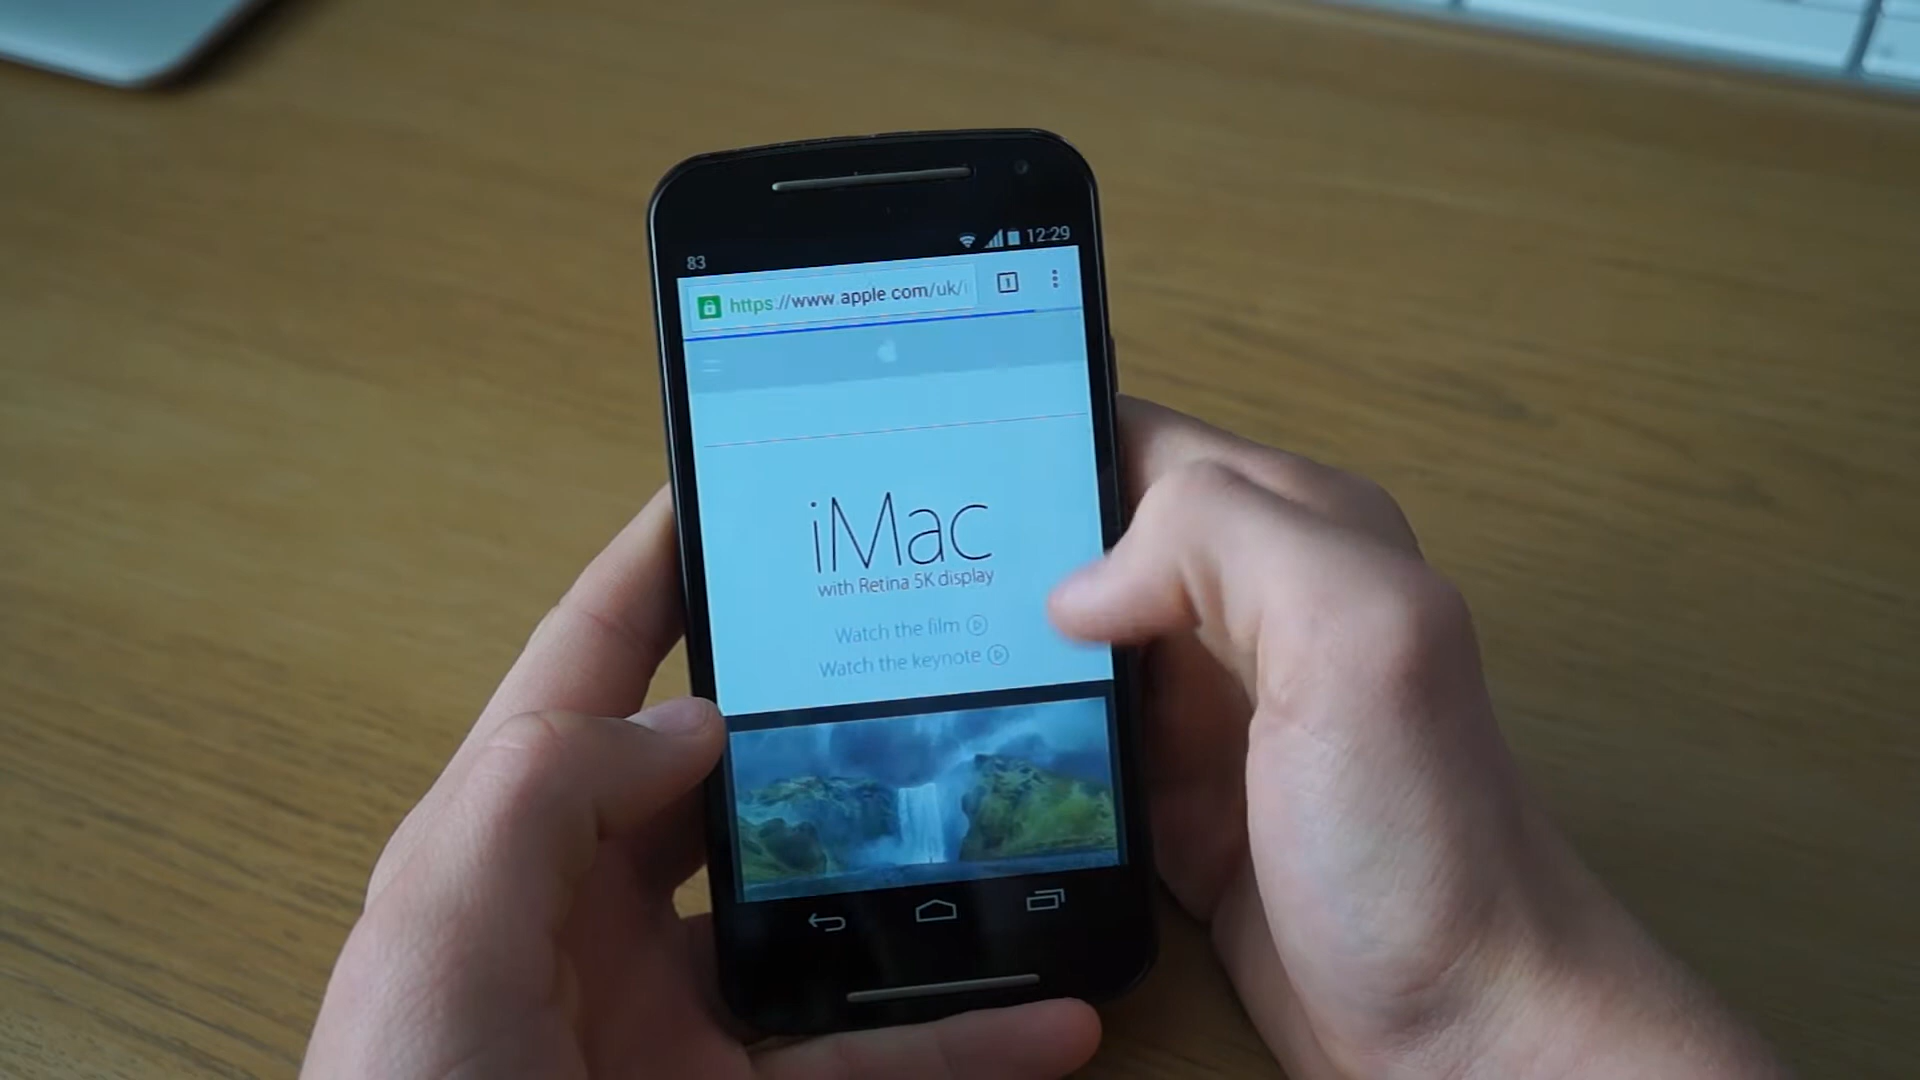 12:29
83
https://www.apple.com/uk/
1
iMac
with Retina 5K display
Watch the film
Watch the keynote